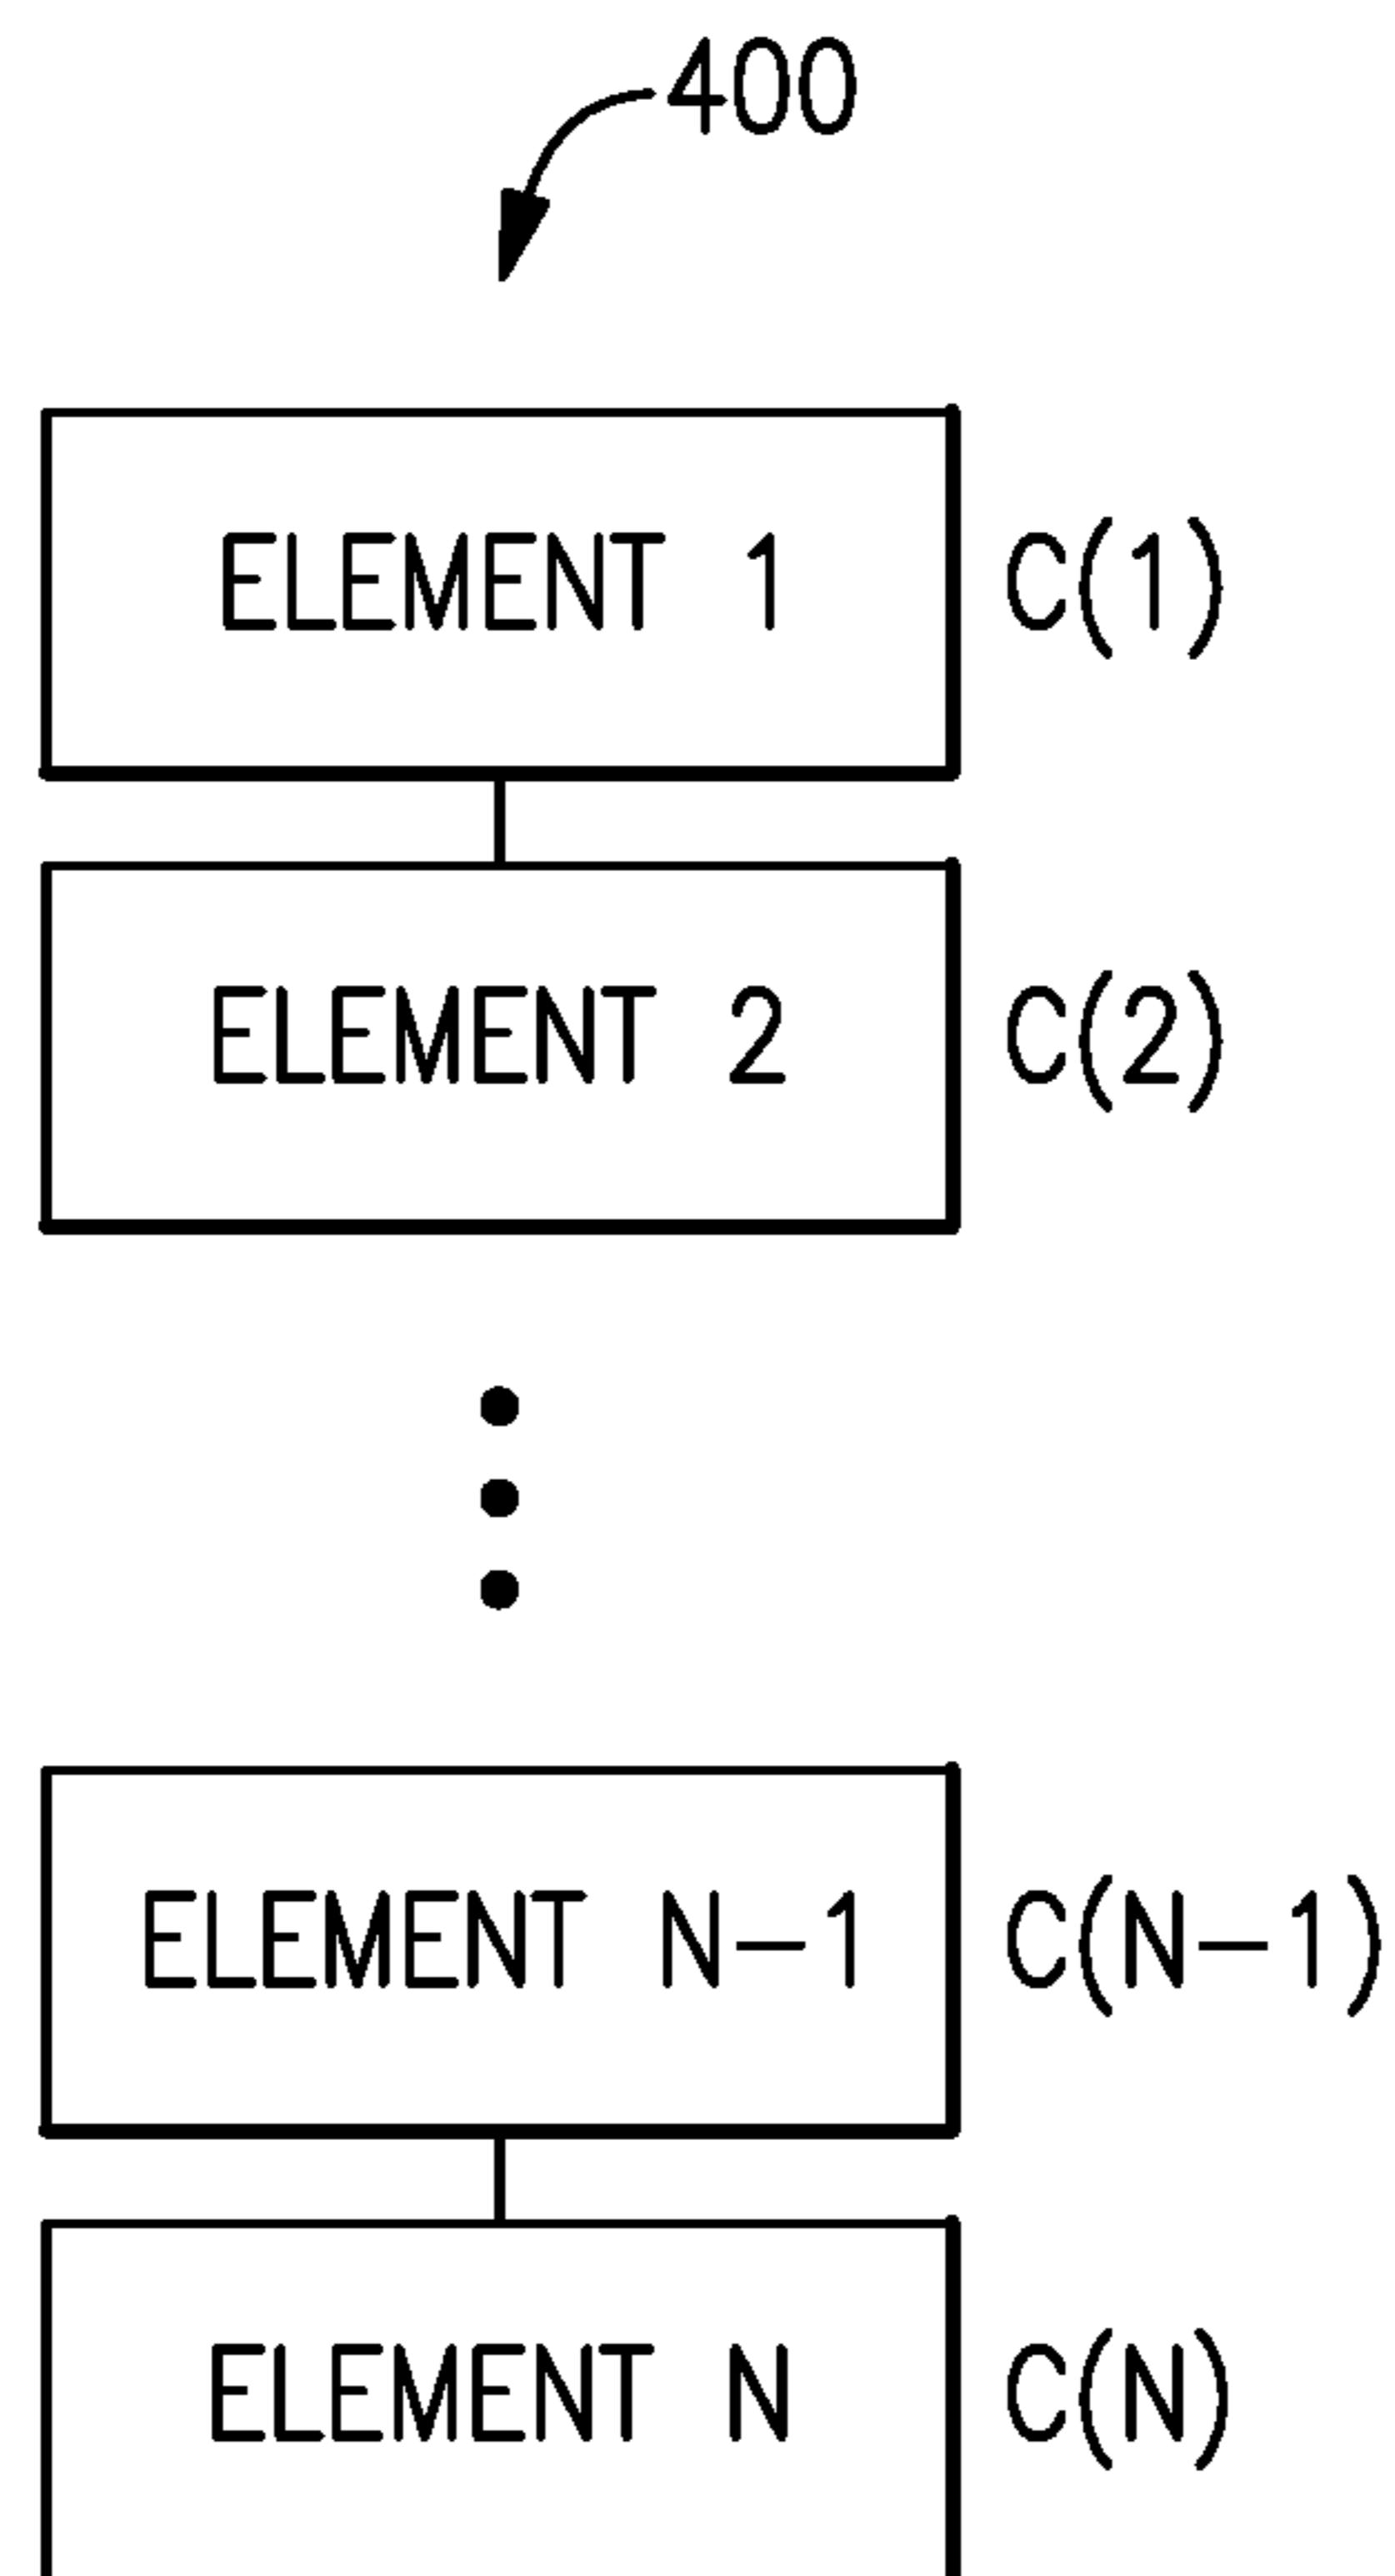 400
ELEMENT 1 C(1)
ELEMENT 2 C(2)
ELEMENT N-1 C(N-1)
ELEMENT N C(N)